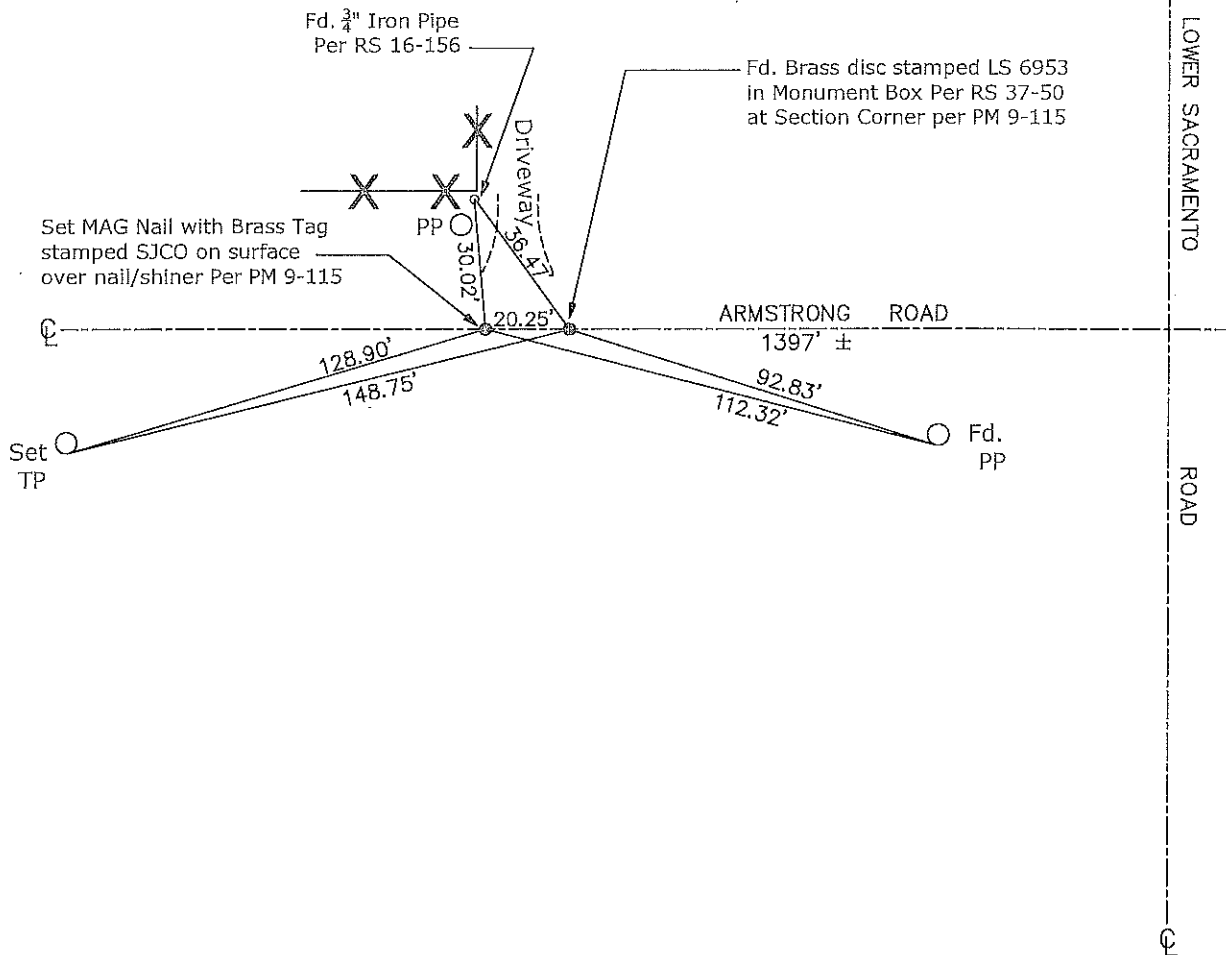 Fd. ¾" Iron Pipe
Per RS 16-156
LOWER SACRAMENTO
Fd. Brass disc stamped LS 6953
in Monument Box Per RS 37-50
at Section Corner per PM 9-115
Driveway
Set MAG Nail with Brass Tag
stamped SJCO on surface
over nail/shiner Per PM 9-115
PP
30.02'
36.47
℄
20.25'
ARMSTRONG ROAD
1397' ±
128.90'
148.75'
92.83'
112.32'
Set
TP
Fd.
PP
ROAD
℄